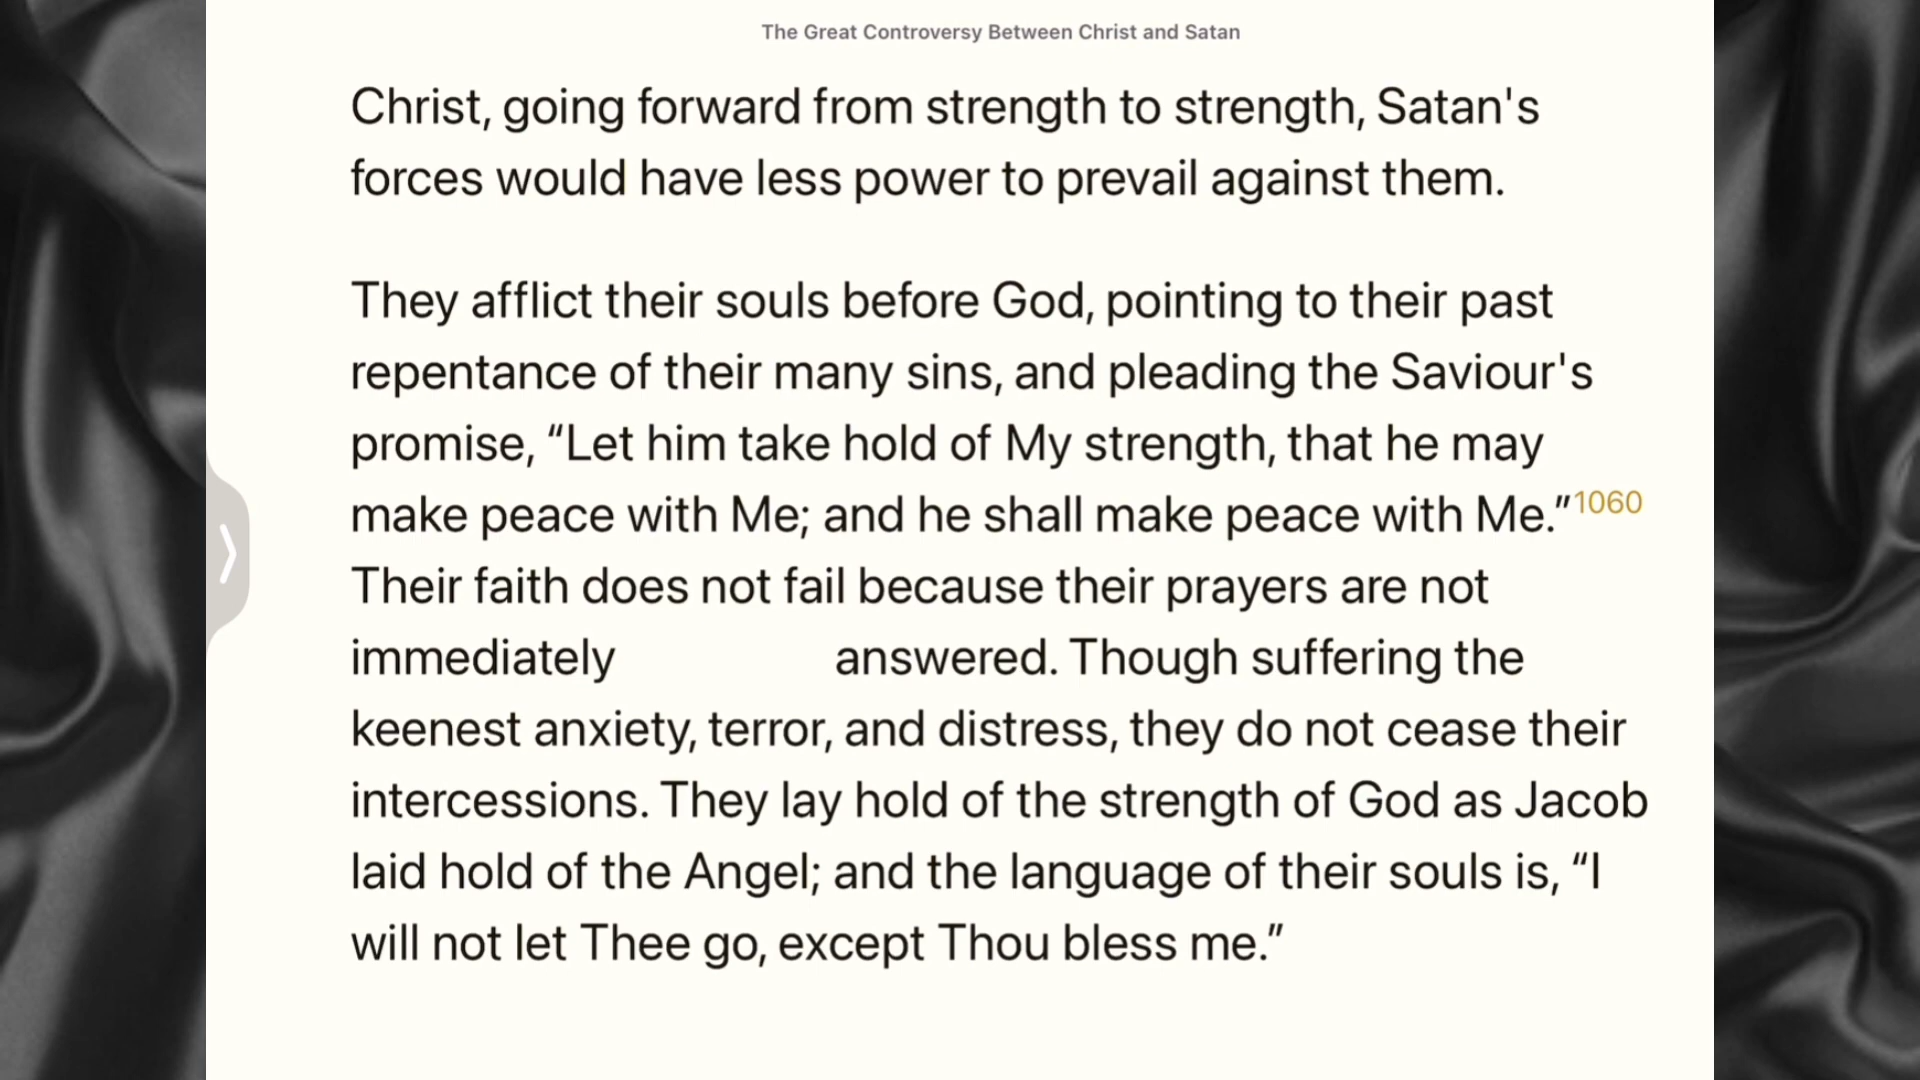 The Great Controversy Between Christ and Satan
Christ, going forward from strength to strength, Satan's
forces would have less power to prevail against them.
They afflict their souls before God, pointing to their past
repentance of their many sins, and pleading the Saviour's
promise, “Let him take hold of My strength, that he may
make peace with Me; and he shall make peace with Me.”1060
Their faith does not fail because their prayers are not
immediately answered. Though suffering the
keenest anxiety, terror, and distress, they do not cease their
intercessions. They lay hold of the strength of God as Jacob
laid hold of the Angel; and the language of their souls is, “I
will not let Thee go, except Thou bless me.”